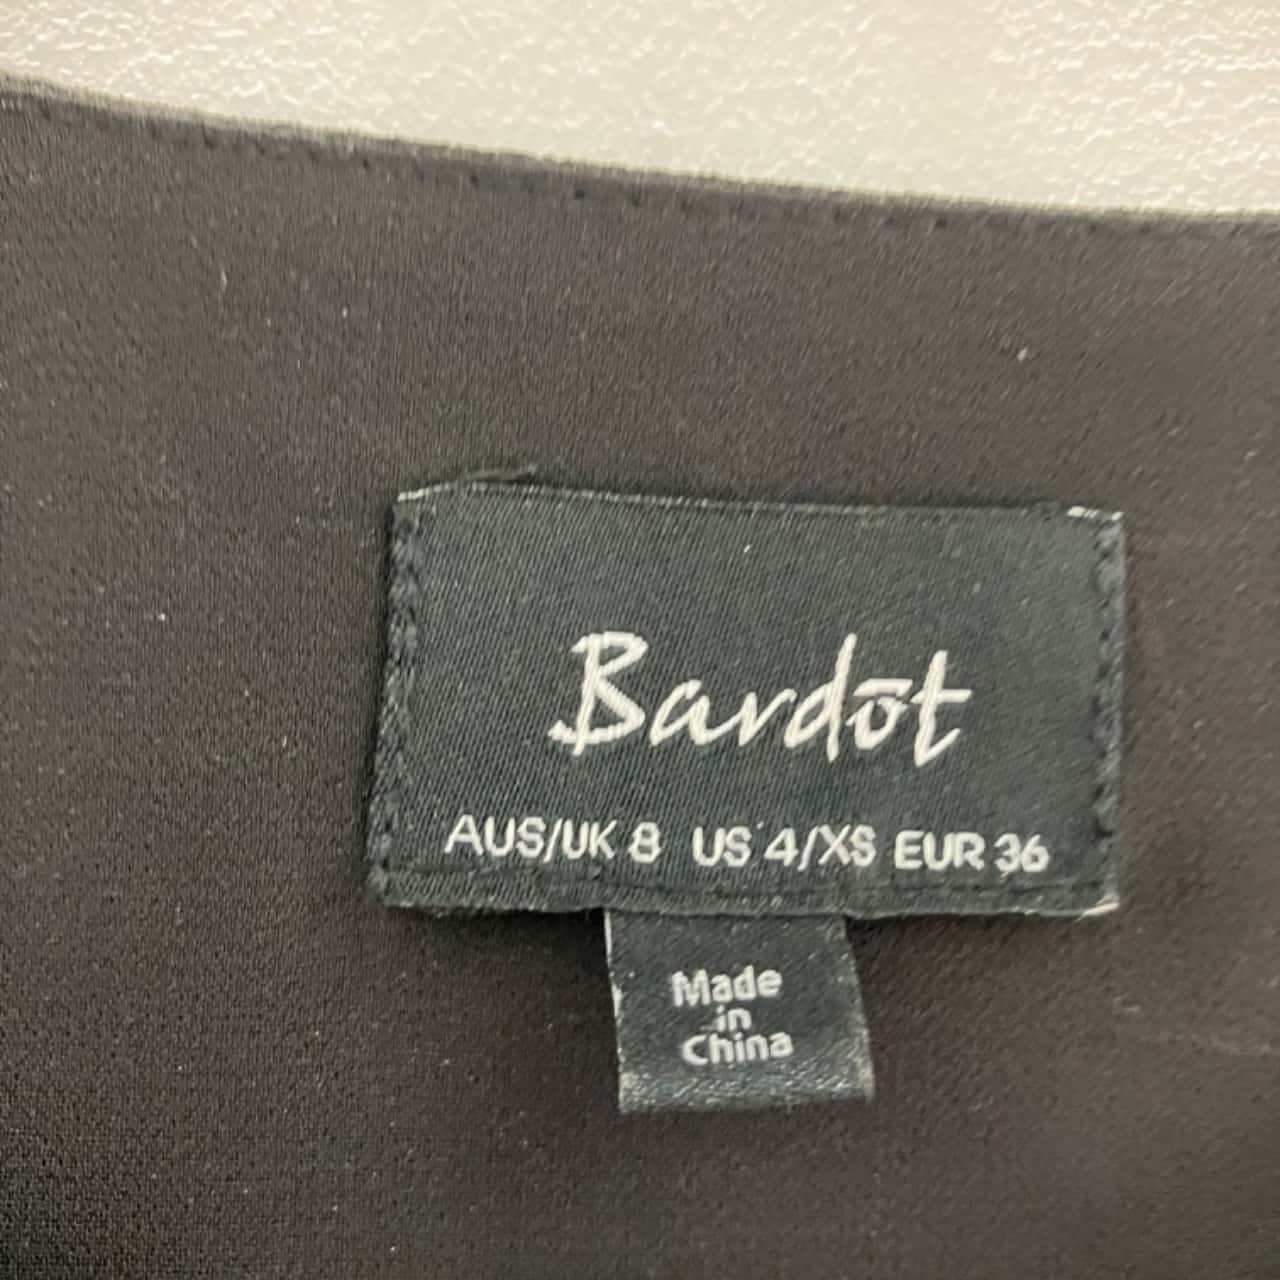 Bardōt
AUS/UK 8 US 4/XS EUR 36
Made
in
China